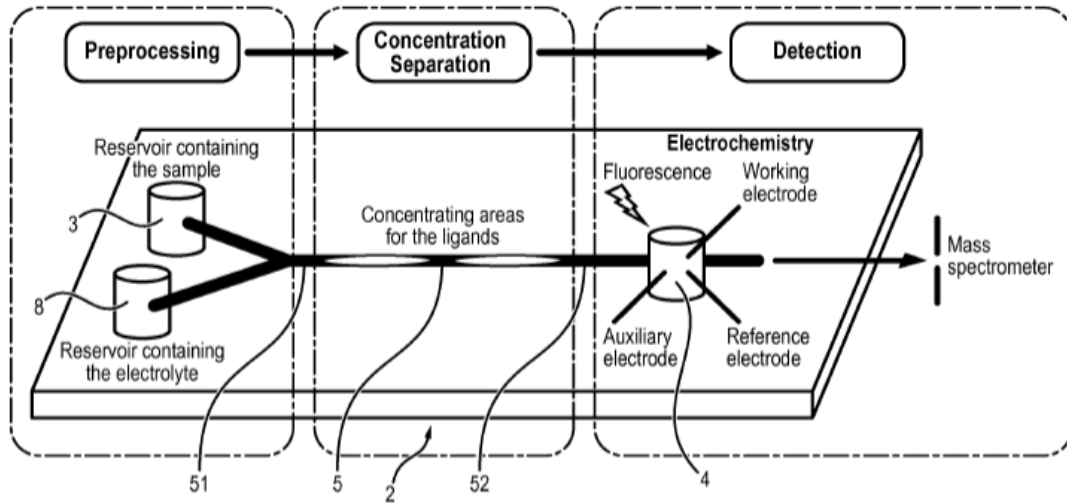 Preprocessing
Concentration
Separation
Detection
Reservoir containing
the sample
3
8
Reservoir containing
the electrolyte
Concentrating areas
for the ligands
Electrochemistry
Fluorescence
Working
electrode
Auxiliary
electrode
Reference
electrode
Mass
spectrometer
51
5
2
52
4